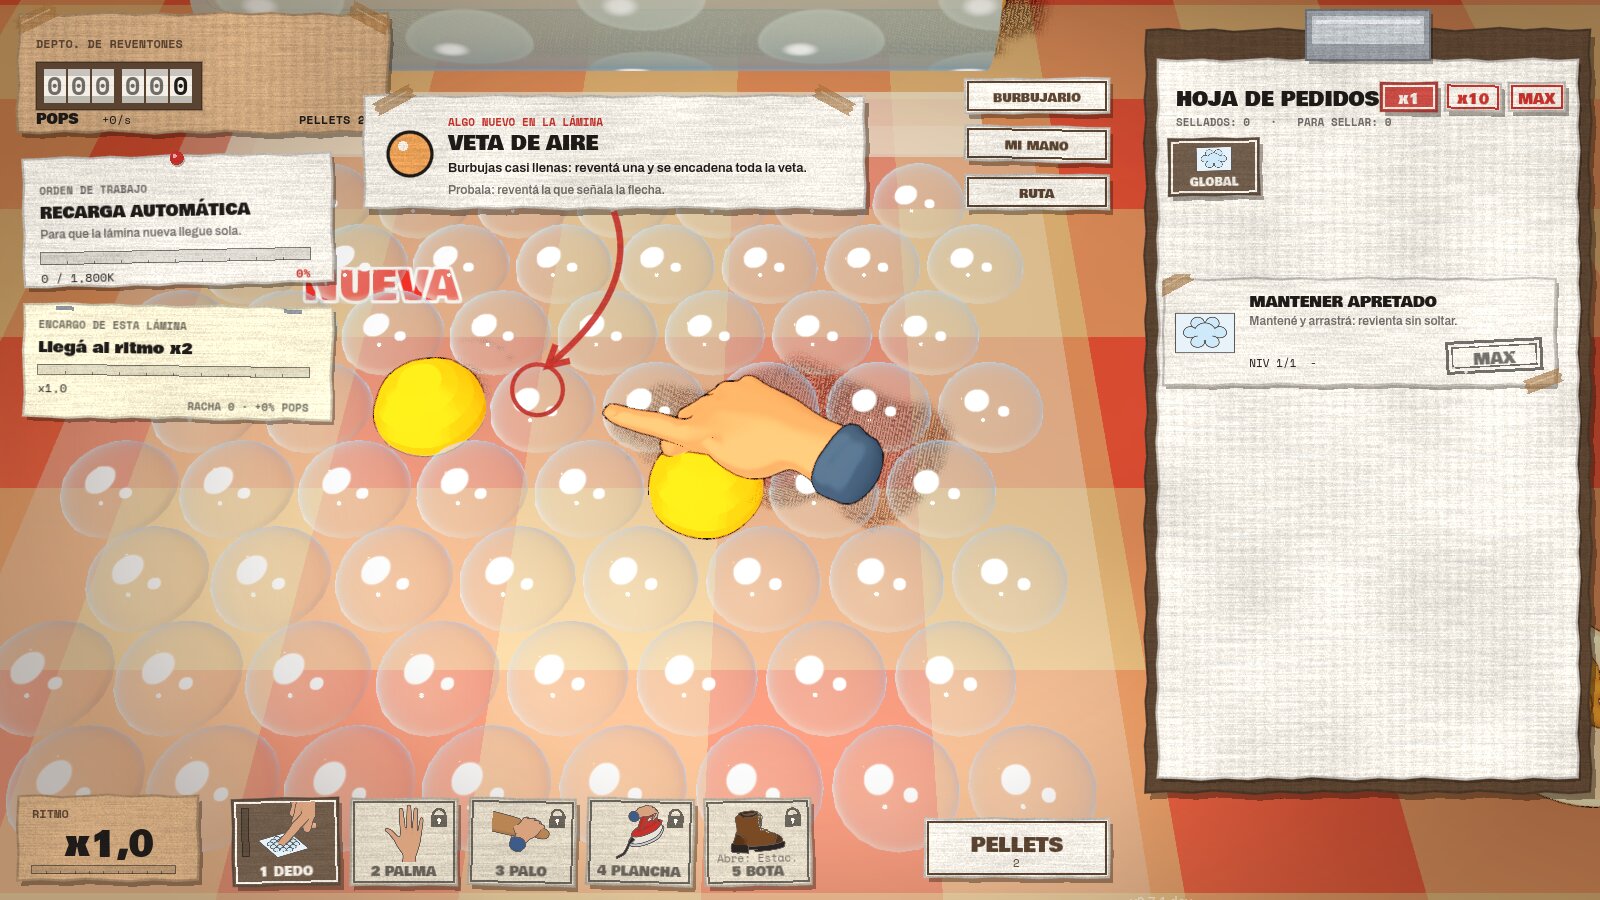 DEPTO. DE REVENTONES
000 000
POPS +0/s PELLETS 2
ORDEN DE TRABAJO
RECARGA AUTOMÁTICA
Para que la lámina nueva llegue sola.
0 / 1.800K 0%
ENCARGO DE ESTA LÁMINA
Llegá al ritmo x2
x1.0
RACHA 0 · +0% POPS
ALGO NUEVO EN LA LÁMINA
VETA DE AIRE
Burbujas casi llenas: reventá una y se encadena toda la veta.
Probala: reventá la que señala la flecha.
NUEVA
BURBUJARIO
MI MANO
RUTA
HOJA DE PEDIDOS x1 x10 MAX
SELLADOS: 0 · PARA SELLAR: 0
GLOBAL
MANTENER APRETADO
Mantené y arrastrá: revienta sin soltar.
NIV 1/1 -
MAX
RITMO
x1,0
1 DEDO
2 PALMA
3 PALO
4 PLANCHA
Abre: Estac.
5 BOTA
PELLETS
2